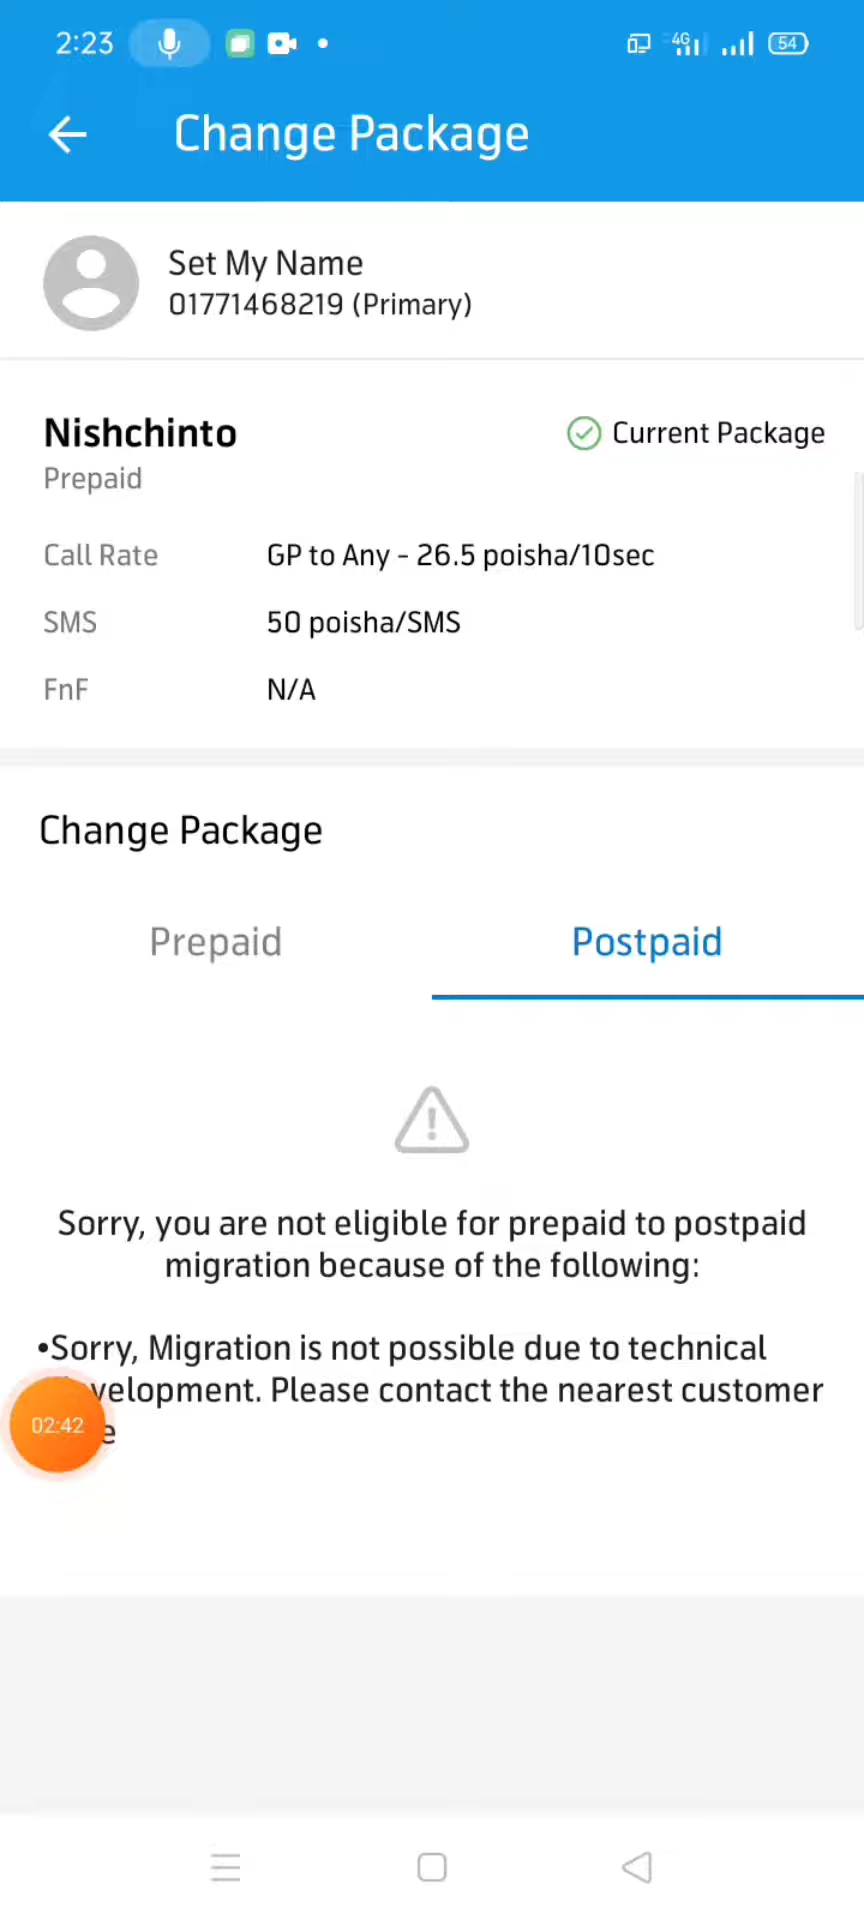 2:23
4G
54
Change Package
Set My Name
01771468219 (Primary)
Nishchinto
Current Package
Prepaid
Call Rate
GP to Any - 26.5 poisha/10sec
SMS
50 poisha/SMS
FnF
N/A
Change Package
Prepaid
Postpaid
Sorry, you are not eligible for prepaid to postpaid
migration because of the following:
•Sorry, Migration is not possible due to technical
velopment. Please contact the nearest customer
02:42
e